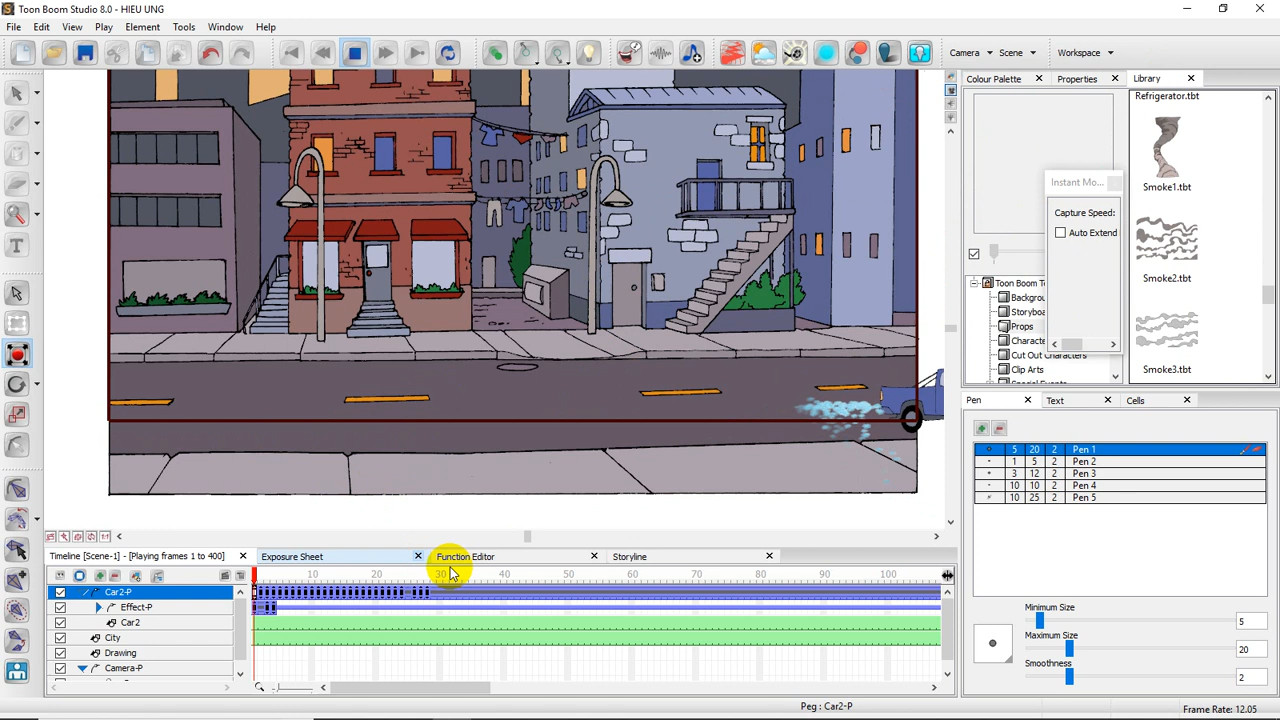 Toon Boom Studio 8.0 - HIEU UNG
File Edit View Play Element Tools Window Help
Camera Scene Workspace
Colour Palette Properties Library
Refrigerator.tbt
Smoke1.tbt
Smoke2.tbt
Smoke3.tbt
Instant Mo...
Capture Speed:
Auto Extend
Toon Boom
Props
Cut Out Characters
Clip Arts
Pen Text Cells
5 20 2 Pen 1
1 5 2 Pen 2
3 12 2 Pen 3
10 10 2 Pen 4
10 25 2 Pen 5
Minimum Size
5
Maximum Size
20
Smoothness
2
Timeline [Scene-1] - [Playing frames 1 to 400] Exposure Sheet Function Editor Storyline
10 20 30 40 50 60 70 80 90 100
Car2-P
Effect-P
Car2
City
Drawing
Camera-P
Peg : Car2-P
Frame Rate: 12.05